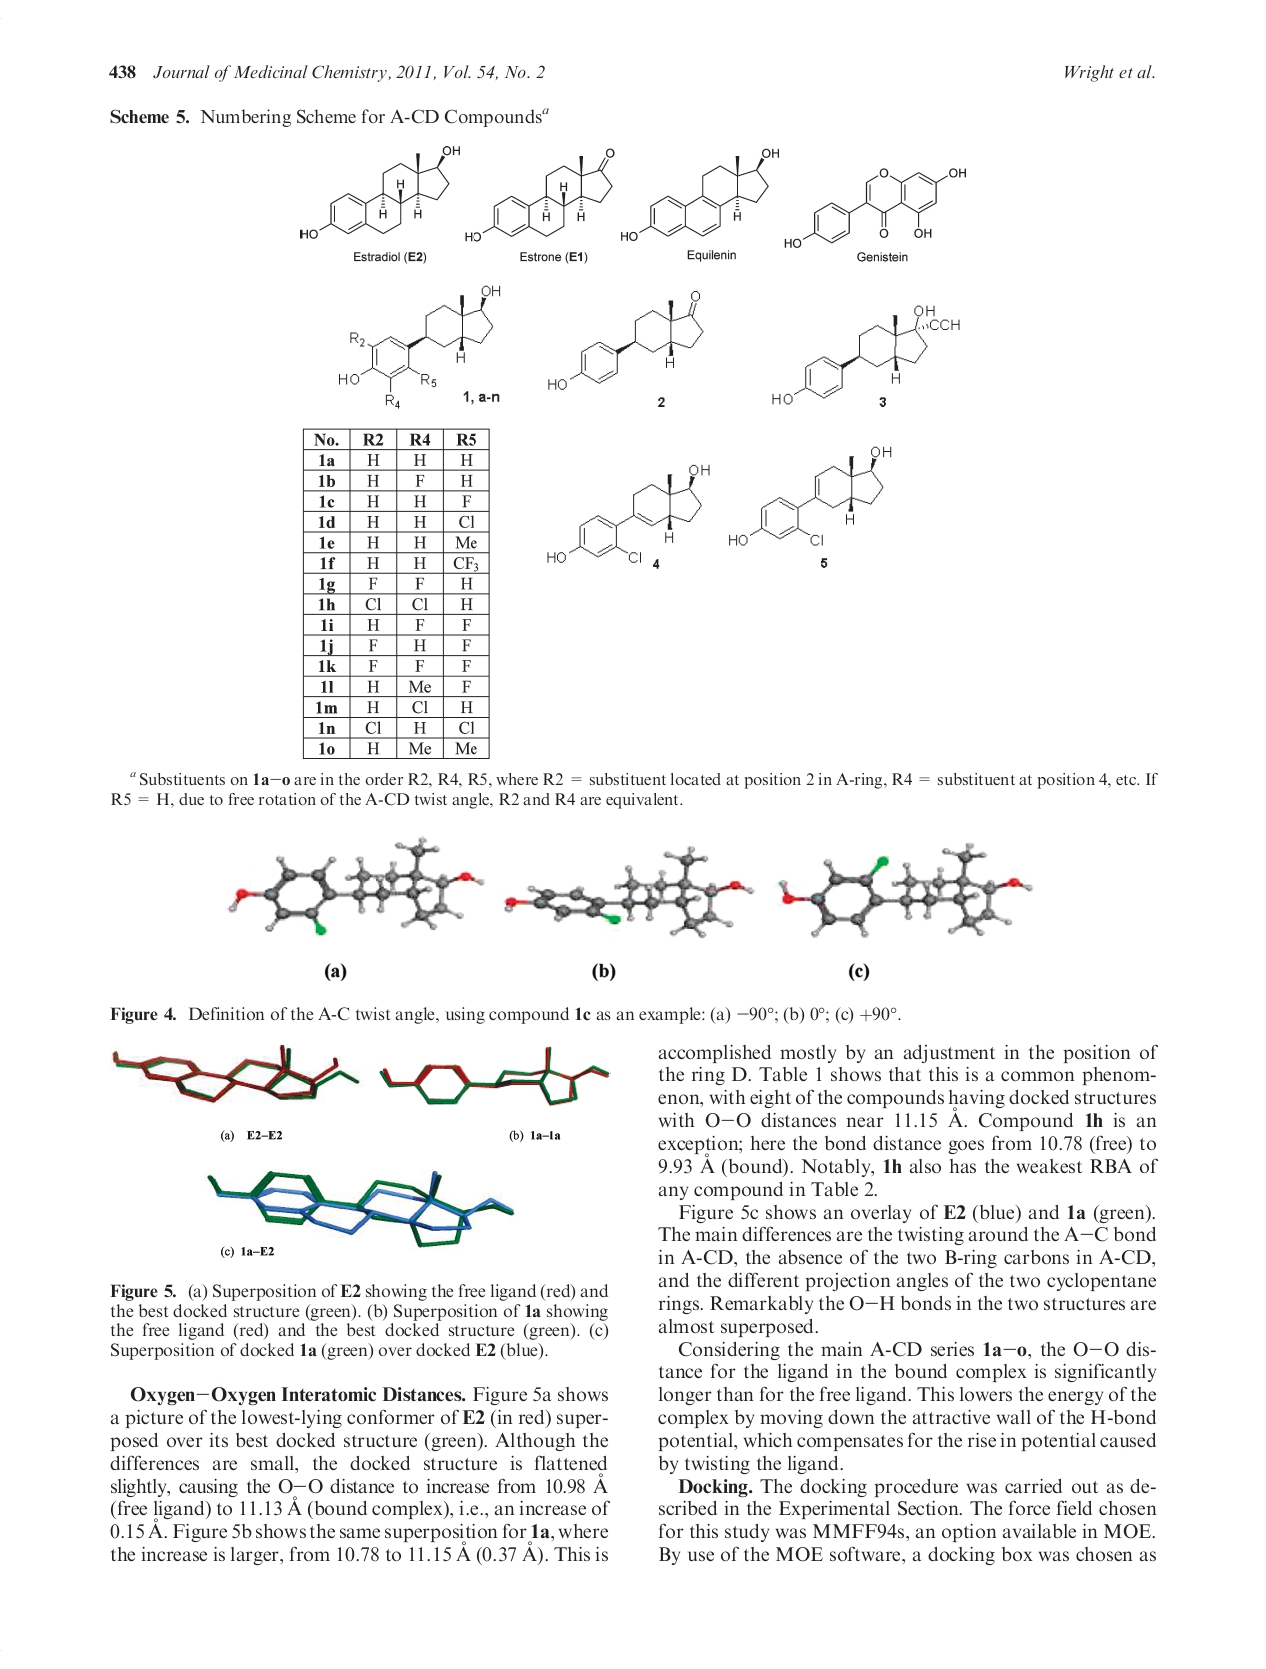 438 Journal of Medicinal Chemistry, 2011, Vol. 54, No. 2 Wright et al.
Scheme 5. Numbering Scheme for A-CD Compoundsa
OH
H
H
H
HO
Estradiol (E2)
O
H
H
H
HO
Estrone (E1)
OH
H
HO
Equilenin
O
OH
O
OH
HO
Genistein
OH
R2
H
HO
R5
R4
1, a-n
O
H
HO
2
OH
CCH
H
HO
3
No. R2 R4 R5
1a H H H
1b H F H
1c H H F
1d H H Cl
1e H H Me
1f H H CF3
1g F F H
1h Cl Cl H
1i H F F
1j F H F
1k F F F
1l H Me F
1m H Cl H
1n Cl H Cl
1o H Me Me
OH
H
HO
Cl
4
OH
H
HO
Cl
5
a Substituents on 1a−o are in the order R2, R4, R5, where R2 = substituent located at position 2 in A-ring, R4 = substituent at position 4, etc. If
R5 = H, due to free rotation of the A-CD twist angle, R2 and R4 are equivalent.
(a) (b) (c)
Figure 4. Definition of the A-C twist angle, using compound 1c as an example: (a) −90°; (b) 0°; (c) +90°.
(a) E2–E2
(b) 1a–1a
(c) 1a–E2
Figure 5. (a) Superposition of E2 showing the free ligand (red) and
the best docked structure (green). (b) Superposition of 1a showing
the free ligand (red) and the best docked structure (green). (c)
Superposition of docked 1a (green) over docked E2 (blue).
Oxygen−Oxygen Interatomic Distances. Figure 5a shows
a picture of the lowest-lying conformer of E2 (in red) super-
posed over its best docked structure (green). Although the
differences are small, the docked structure is flattened
slightly, causing the O−O distance to increase from 10.98 Å
(free ligand) to 11.13 Å (bound complex), i.e., an increase of
0.15 Å. Figure 5b shows the same superposition for 1a, where
the increase is larger, from 10.78 to 11.15 Å (0.37 Å). This is
accomplished mostly by an adjustment in the position of
the ring D. Table 1 shows that this is a common phenom-
enon, with eight of the compounds having docked structures
with O−O distances near 11.15 Å. Compound 1h is an
exception; here the bond distance goes from 10.78 (free) to
9.93 Å (bound). Notably, 1h also has the weakest RBA of
any compound in Table 2.
Figure 5c shows an overlay of E2 (blue) and 1a (green).
The main differences are the twisting around the A−C bond
in A-CD, the absence of the two B-ring carbons in A-CD,
and the different projection angles of the two cyclopentane
rings. Remarkably the O−H bonds in the two structures are
almost superposed.
Considering the main A-CD series 1a−o, the O−O dis-
tance for the ligand in the bound complex is significantly
longer than for the free ligand. This lowers the energy of the
complex by moving down the attractive wall of the H-bond
potential, which compensates for the rise in potential caused
by twisting the ligand.
Docking. The docking procedure was carried out as de-
scribed in the Experimental Section. The force field chosen
for this study was MMFF94s, an option available in MOE.
By use of the MOE software, a docking box was chosen as